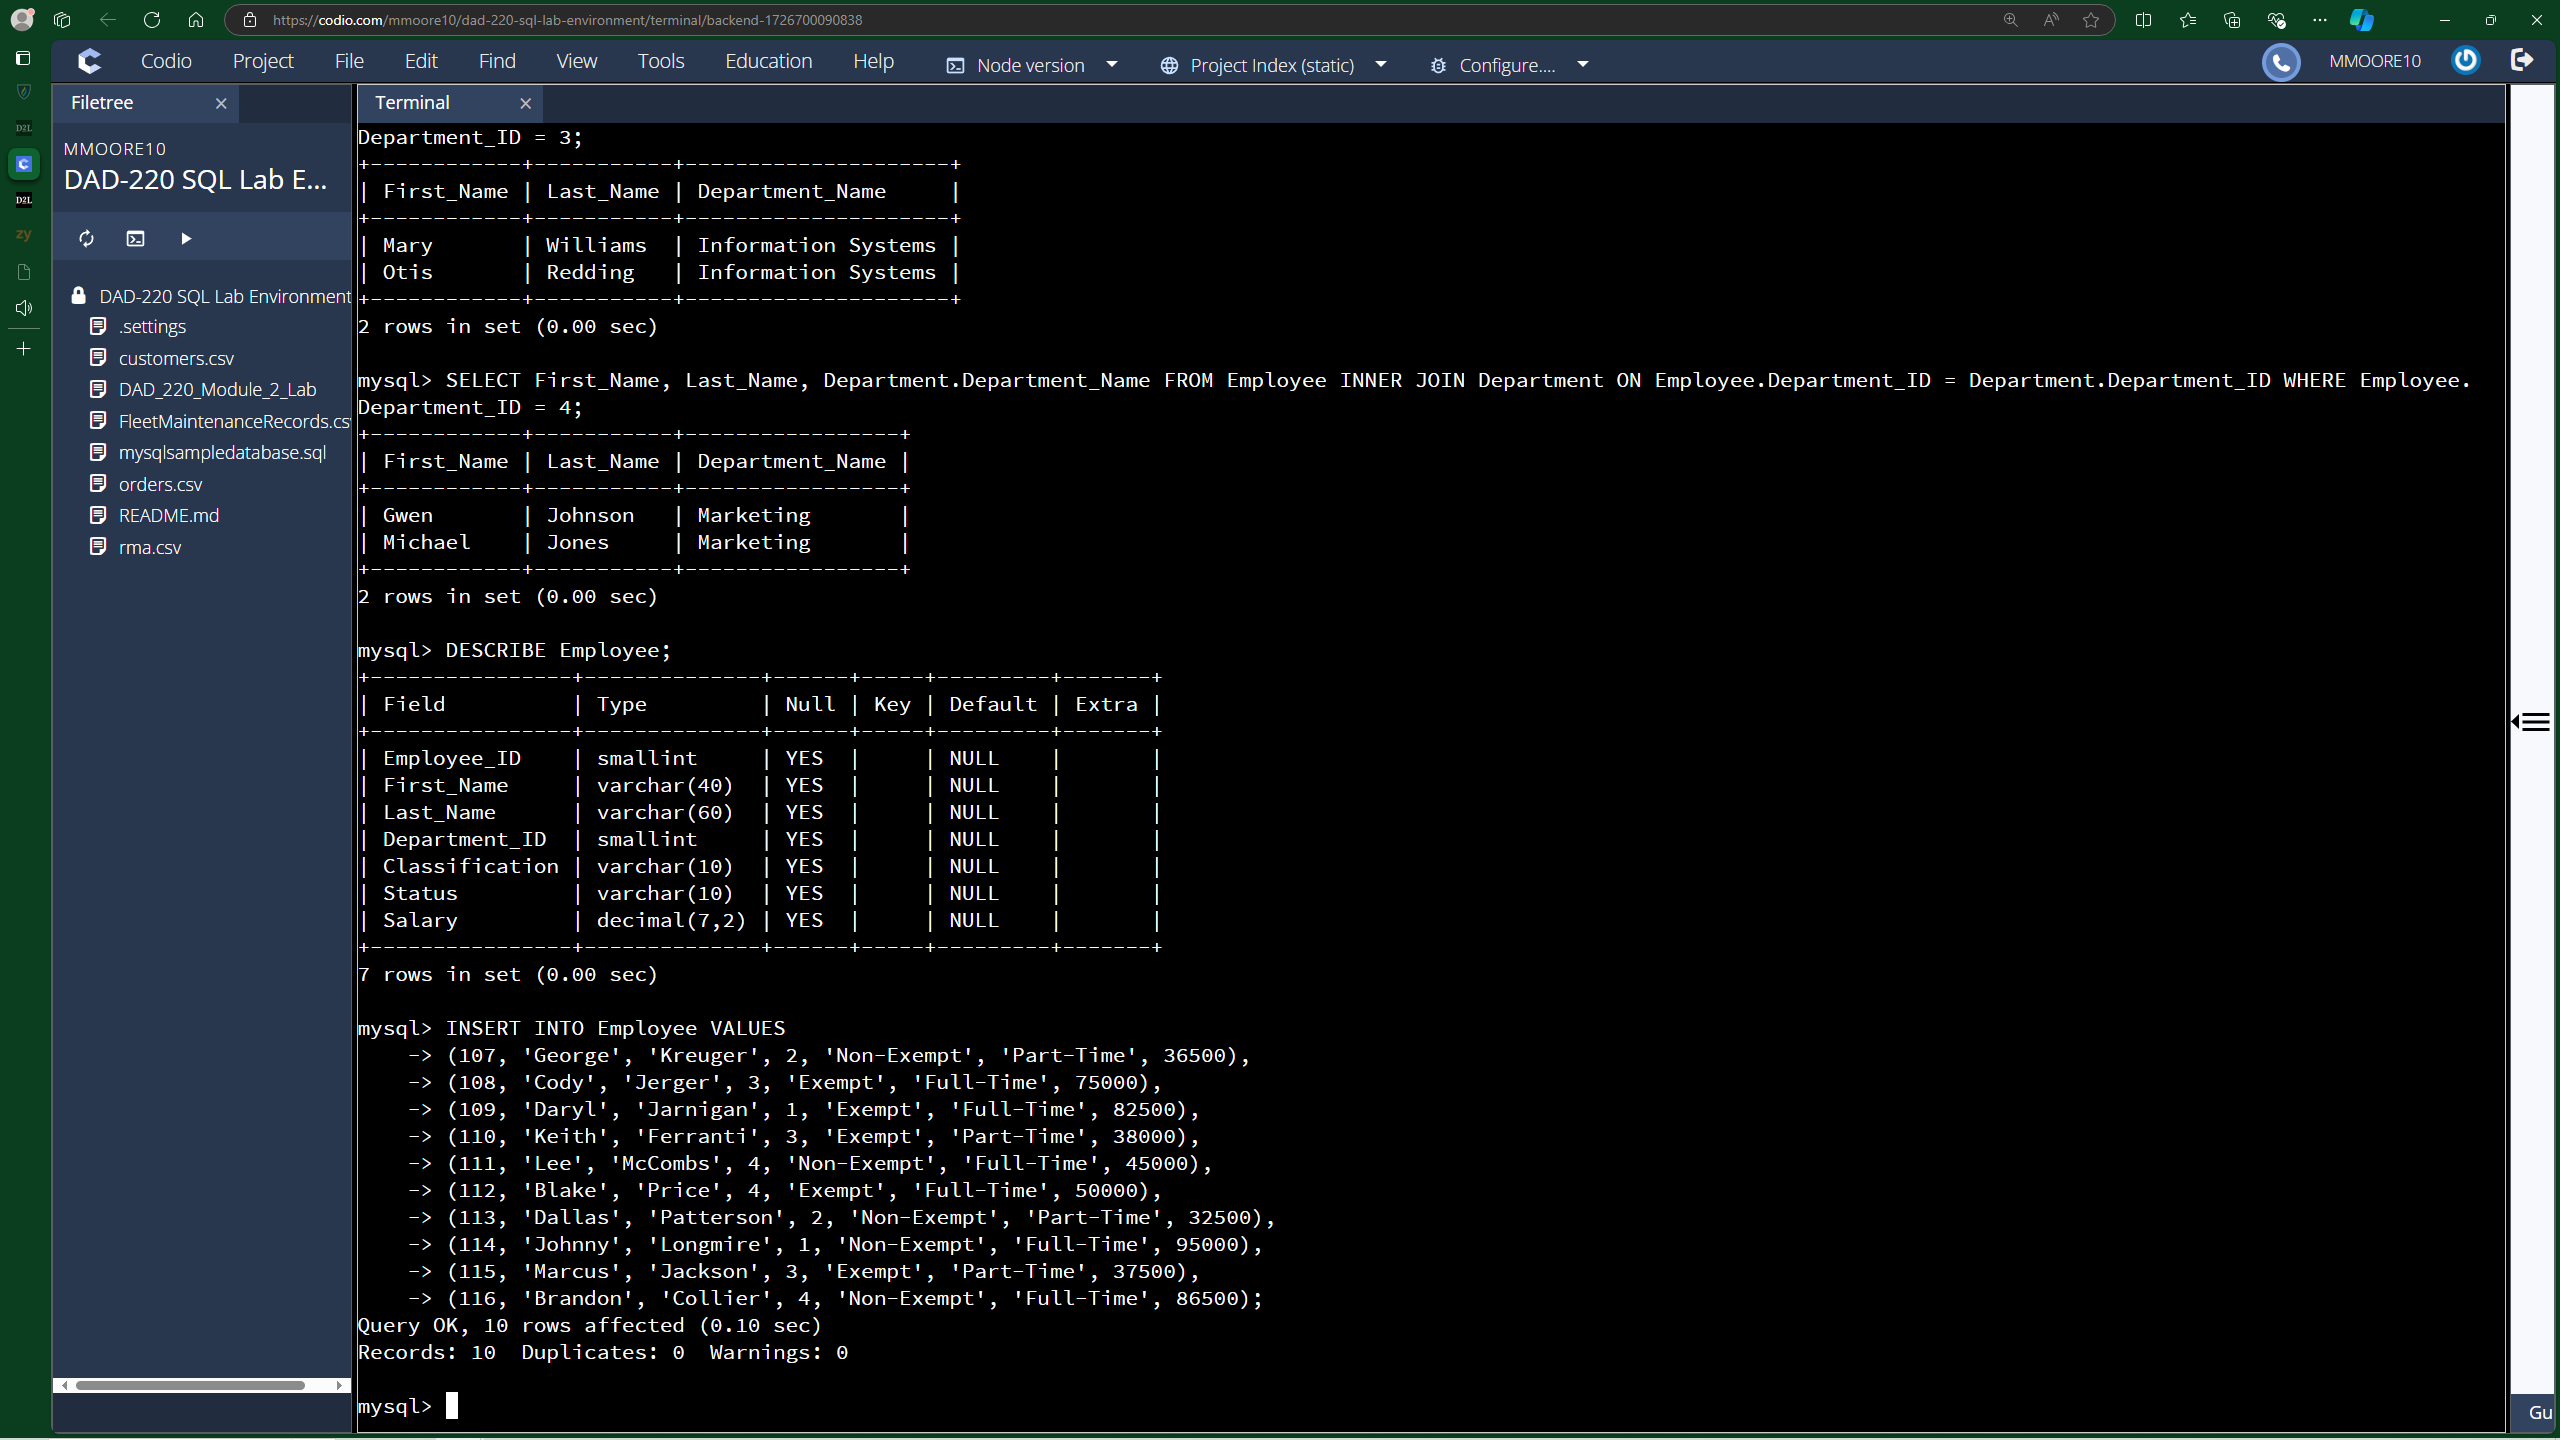 https://codio.com/mmoore10/dad-220-sql-lab-environment/terminal/backend-1726700090838
Codio Project File Edit Find View Tools Education Help Node version Project Index (static) Configure.... MMOORE10
Filetree
Terminal
D2L
D2L
zy
MMOORE10
DAD-220 SQL Lab E...
DAD-220 SQL Lab Environment
.settings
customers.csv
DAD_220_Module_2_Lab
FleetMaintenanceRecords.cs
mysqlsampledatabase.sql
orders.csv
README.md
rma.csv
Department_ID = 3;
+------------+-----------+---------------------+
| First_Name | Last_Name | Department_Name     |
+------------+-----------+---------------------+
| Mary       | Williams  | Information Systems |
| Otis       | Redding   | Information Systems |
+------------+-----------+---------------------+
2 rows in set (0.00 sec)
mysql> SELECT First_Name, Last_Name, Department.Department_Name FROM Employee INNER JOIN Department ON Employee.Department_ID = Department.Department_ID WHERE Employee.
Department_ID = 4;
+------------+-----------+-----------------+
| First_Name | Last_Name | Department_Name |
+------------+-----------+-----------------+
| Gwen       | Johnson   | Marketing       |
| Michael    | Jones     | Marketing       |
+------------+-----------+-----------------+
2 rows in set (0.00 sec)
mysql> DESCRIBE Employee;
+----------------+--------------+------+-----+---------+-------+
| Field          | Type         | Null | Key | Default | Extra |
+----------------+--------------+------+-----+---------+-------+
| Employee_ID    | smallint     | YES  |     | NULL    |       |
| First_Name     | varchar(40)  | YES  |     | NULL    |       |
| Last_Name      | varchar(60)  | YES  |     | NULL    |       |
| Department_ID  | smallint     | YES  |     | NULL    |       |
| Classification | varchar(10)  | YES  |     | NULL    |       |
| Status         | varchar(10)  | YES  |     | NULL    |       |
| Salary         | decimal(7,2) | YES  |     | NULL    |       |
+----------------+--------------+------+-----+---------+-------+
7 rows in set (0.00 sec)
mysql> INSERT INTO Employee VALUES
    -> (107, 'George', 'Kreuger', 2, 'Non-Exempt', 'Part-Time', 36500),
    -> (108, 'Cody', 'Jerger', 3, 'Exempt', 'Full-Time', 75000),
    -> (109, 'Daryl', 'Jarnigan', 1, 'Exempt', 'Full-Time', 82500),
    -> (110, 'Keith', 'Ferranti', 3, 'Exempt', 'Part-Time', 38000),
    -> (111, 'Lee', 'McCombs', 4, 'Non-Exempt', 'Full-Time', 45000),
    -> (112, 'Blake', 'Price', 4, 'Exempt', 'Full-Time', 50000),
    -> (113, 'Dallas', 'Patterson', 2, 'Non-Exempt', 'Part-Time', 32500),
    -> (114, 'Johnny', 'Longmire', 1, 'Non-Exempt', 'Full-Time', 95000),
    -> (115, 'Marcus', 'Jackson', 3, 'Exempt', 'Part-Time', 37500),
    -> (116, 'Brandon', 'Collier', 4, 'Non-Exempt', 'Full-Time', 86500);
Query OK, 10 rows affected (0.10 sec)
Records: 10  Duplicates: 0  Warnings: 0
mysql>
Gu